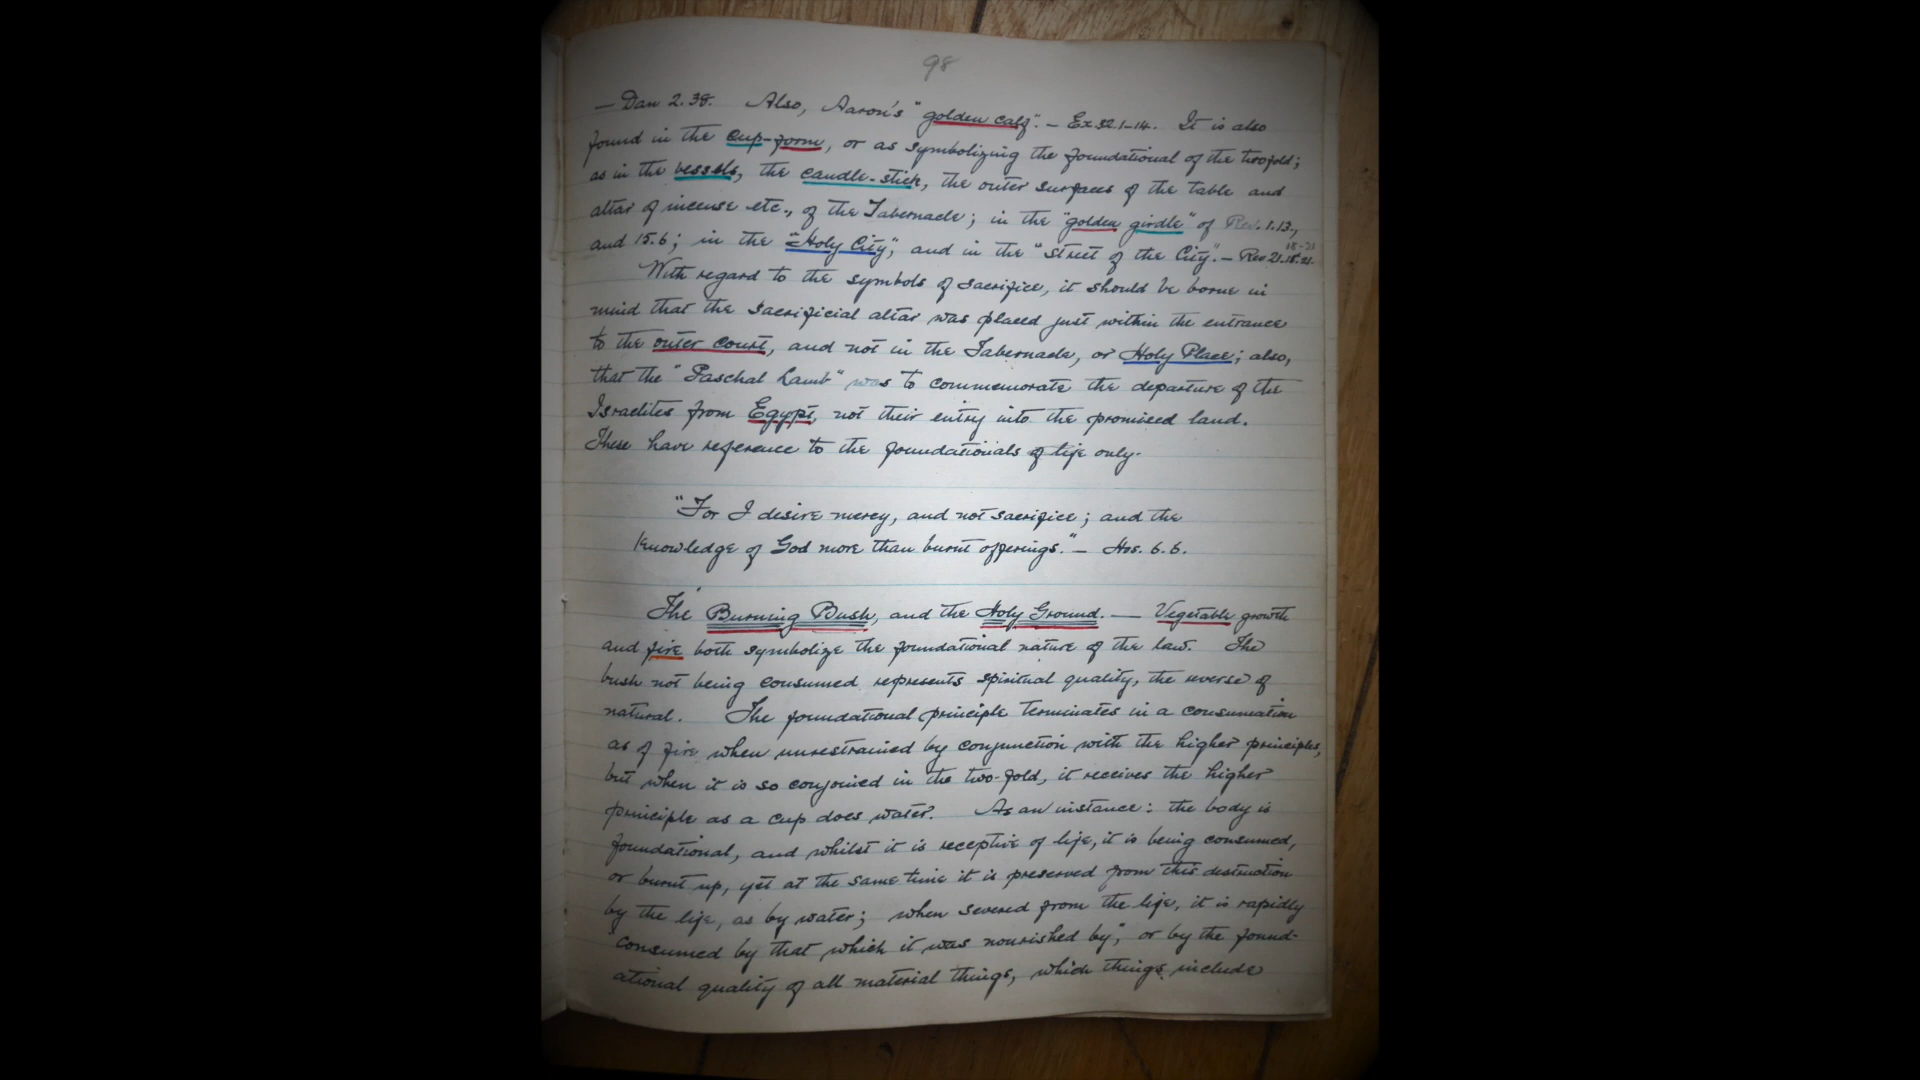 98
— Dan 2.38. Also, Aaron's "golden calf". — Ex. 32.1-14. It is also
found in the cup-form, or as symbolizing the foundational of the twofold;
as in the vessels, the candle-stick, the outer surfaces of the table and
altar of incense etc., of the Tabernacle; in the "golden girdle" of Rev. 1.13.,
and 15.6; in the "Holy City", and in the "street of the City". — Rev 21.18.21.
18-21
With regard to the symbols of sacrifice, it should be borne in
mind that the sacrificial altar was placed just within the entrance
to the outer court, and not in the Tabernacle, or Holy Place; also,
that the "Paschal Lamb" was to commemorate the departure of the
Israelites from Egypt, not their entry into the promised land.
These have reference to the foundationals of life only.
"For I desire mercy, and not sacrifice; and the
knowledge of God more than burnt offerings." — Hos. 6.6.
The Burning Bush, and the Holy Ground. — Vegetable growth
and fire both symbolize the foundational nature of the law. The
bush not being consumed represents spiritual quality, the reverse of
natural. The foundational principle terminates in a consumation
as of fire when unrestrained by conjunction with the higher principles,
but when it is so conjoined in the two-fold, it receives the higher
principle as a cup does water. As an instance: the body is
foundational, and whilst it is receptive of life, it is being consumed,
or burnt up, yet at the same time it is preserved from this destruction
by the life, as by water; when severed from the life, it is rapidly
"consumed by that which it was nourished by", or by the found-
ational quality of all material things, which things include